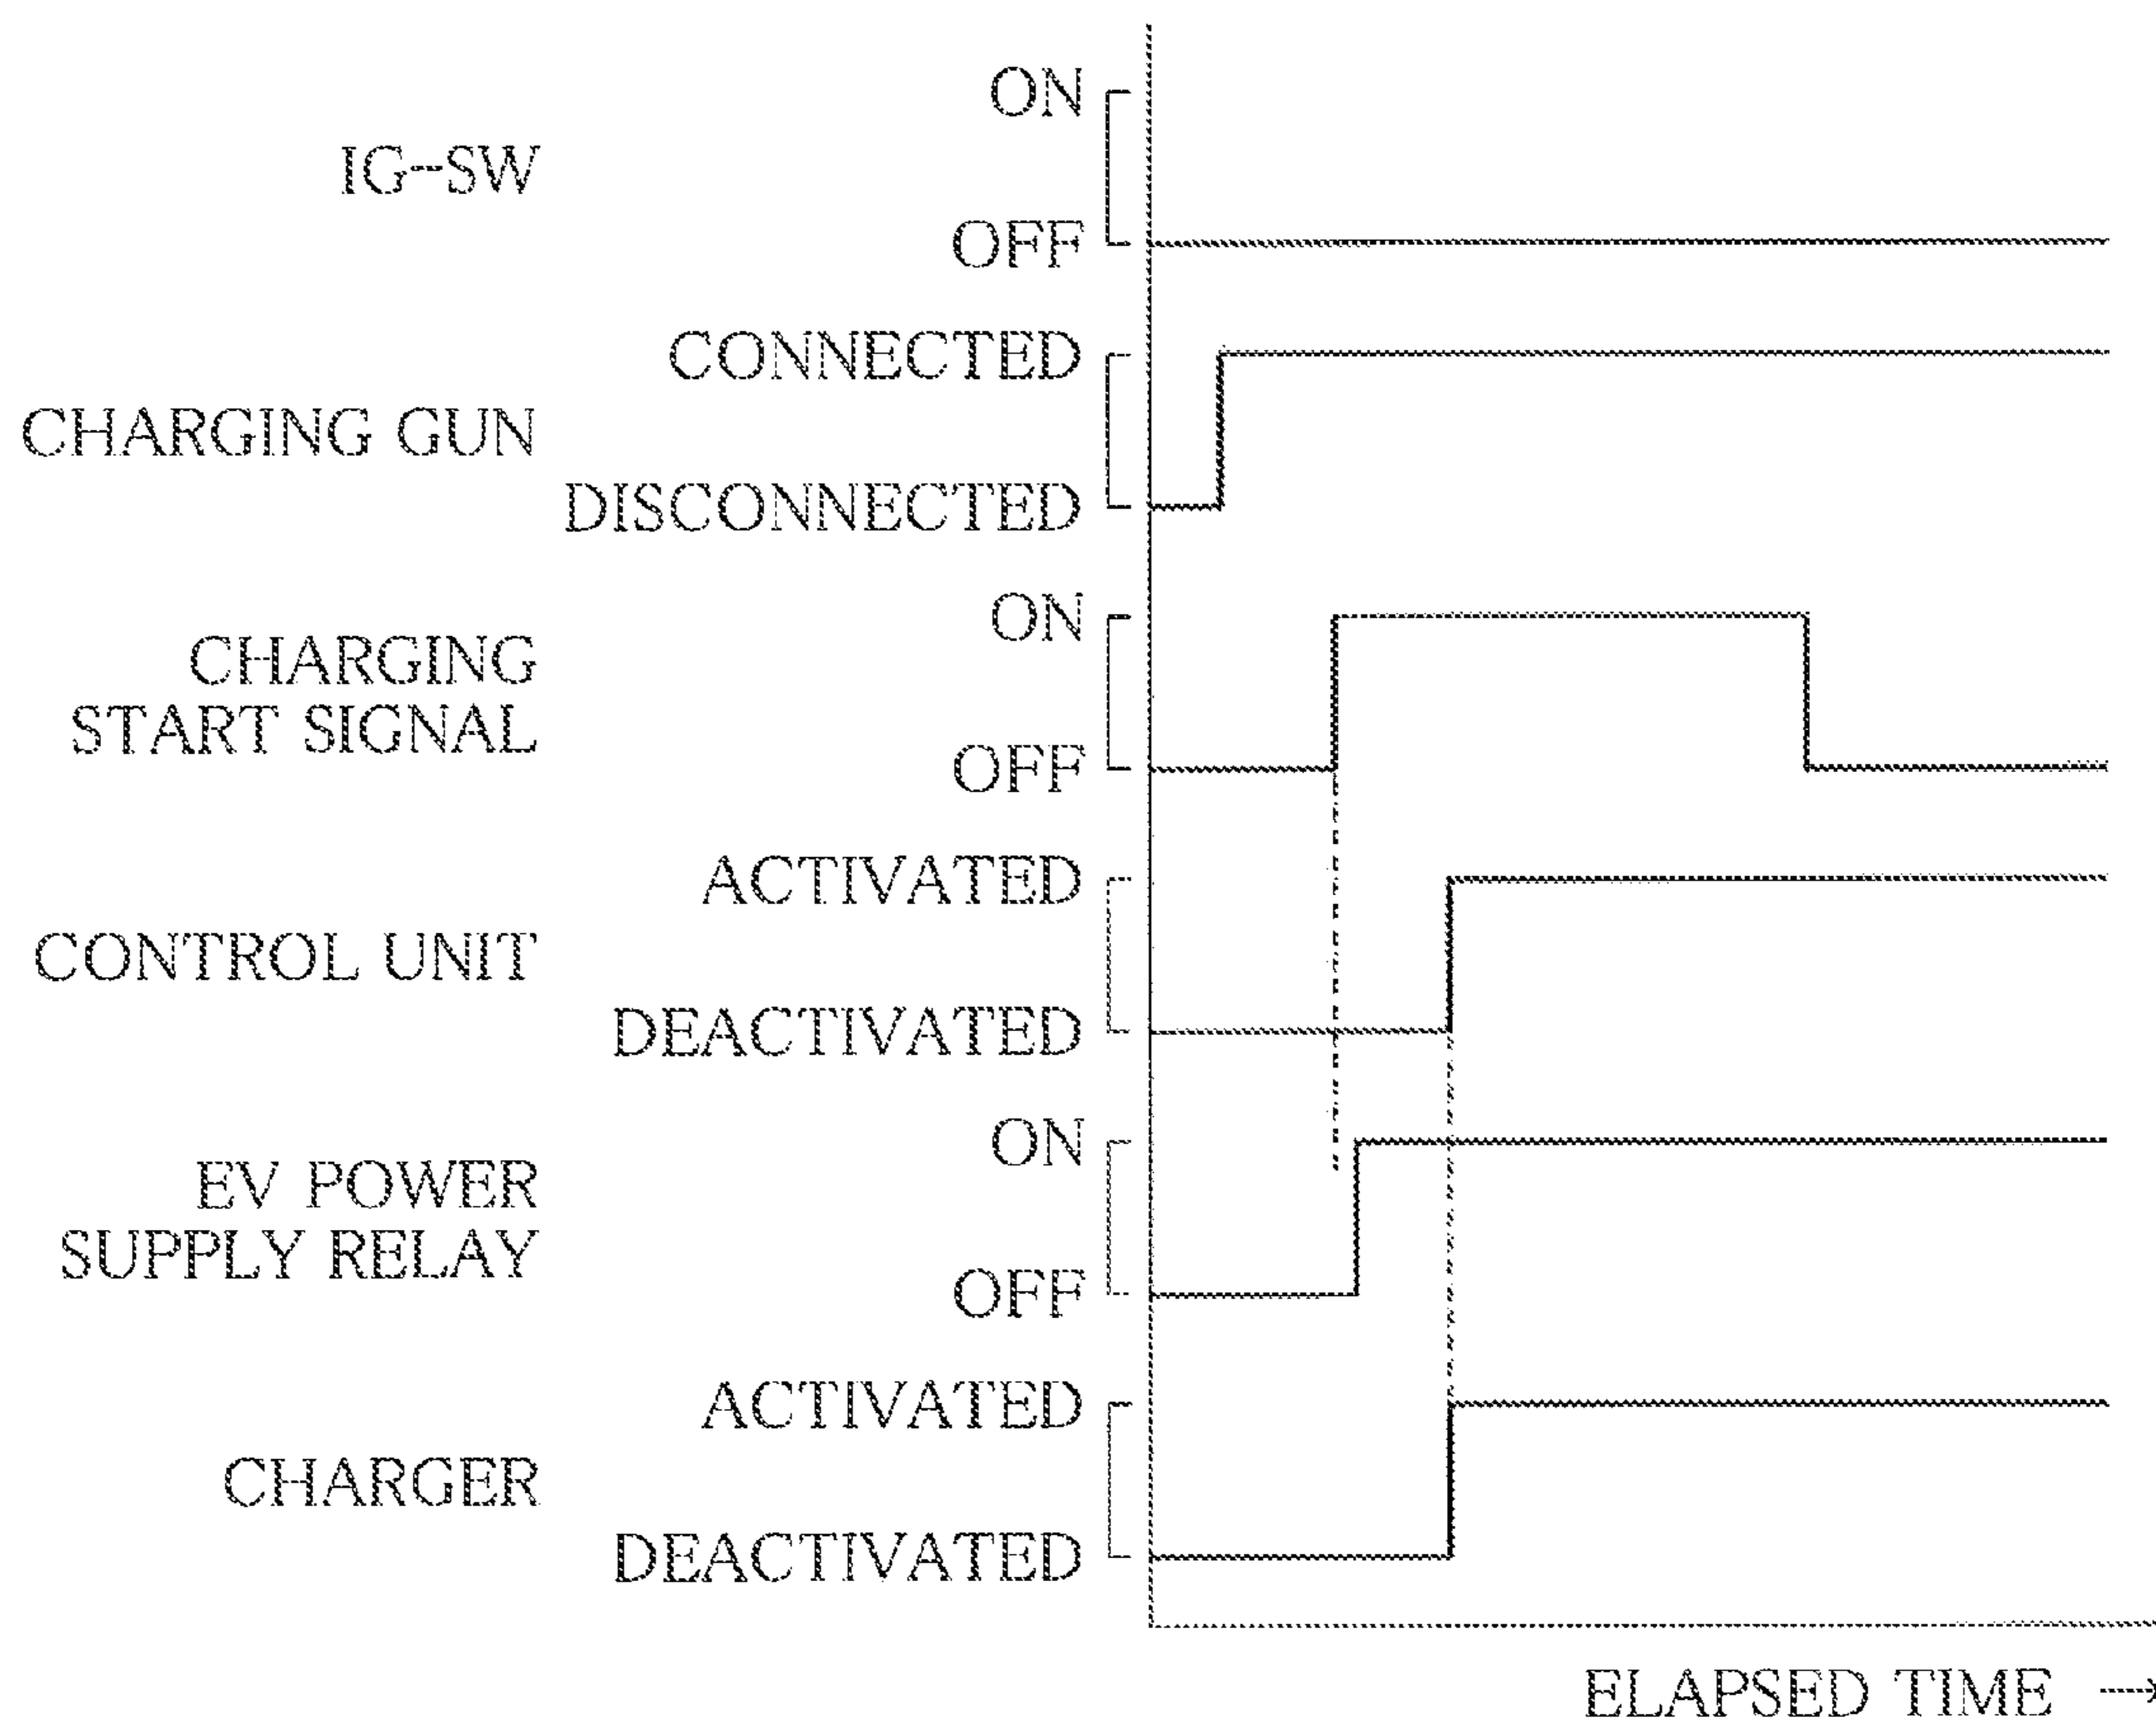 ON
IG-SW
OFF
CONNECTED
CHARGING GUN
DISCONNECTED
ON
CHARGING
START SIGNAL
OFF
ACTIVATED
CONTROL UNIT
DEACTIVATED
ON
EV POWER
SUPPLY RELAY
OFF
ACTIVATED
CHARGER
DEACTIVATED
ELAPSED TIME →